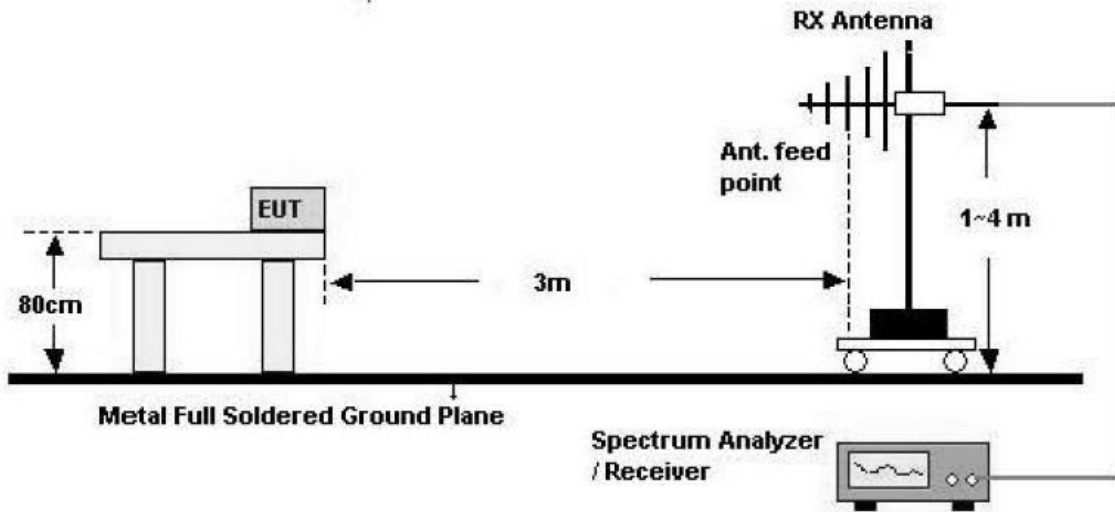 RX Antenna
Ant. feed
point
EUT
1~4 m
3m
80cm
Metal Full Soldered Ground Plane
Spectrum Analyzer
/ Receiver